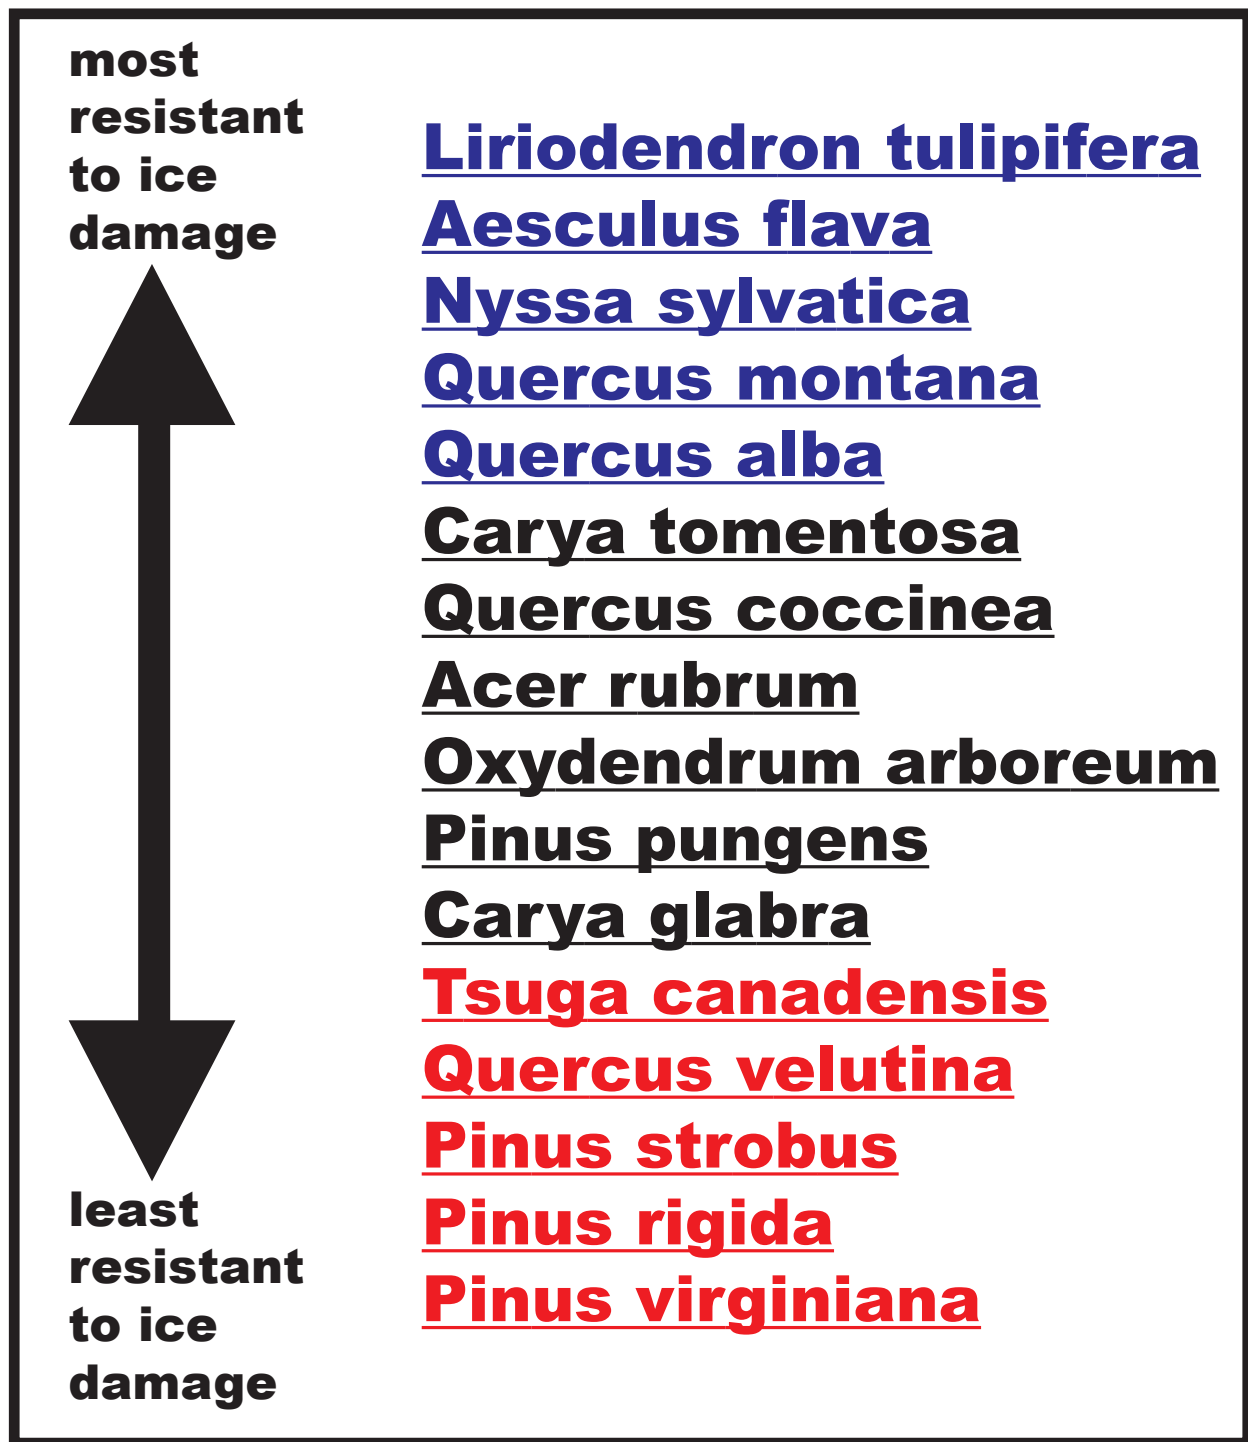 most
resistant
to ice
damage
Liriodendron tulipifera
Aesculus flava
Nyssa sylvatica
Quercus montana
Quercus alba
Carya tomentosa
Quercus coccinea
Acer rubrum
Oxydendrum arboreum
Pinus pungens
Carya glabra
Tsuga canadensis
Quercus velutina
Pinus strobus
Pinus rigida
Pinus virginiana
least
resistant
to ice
damage